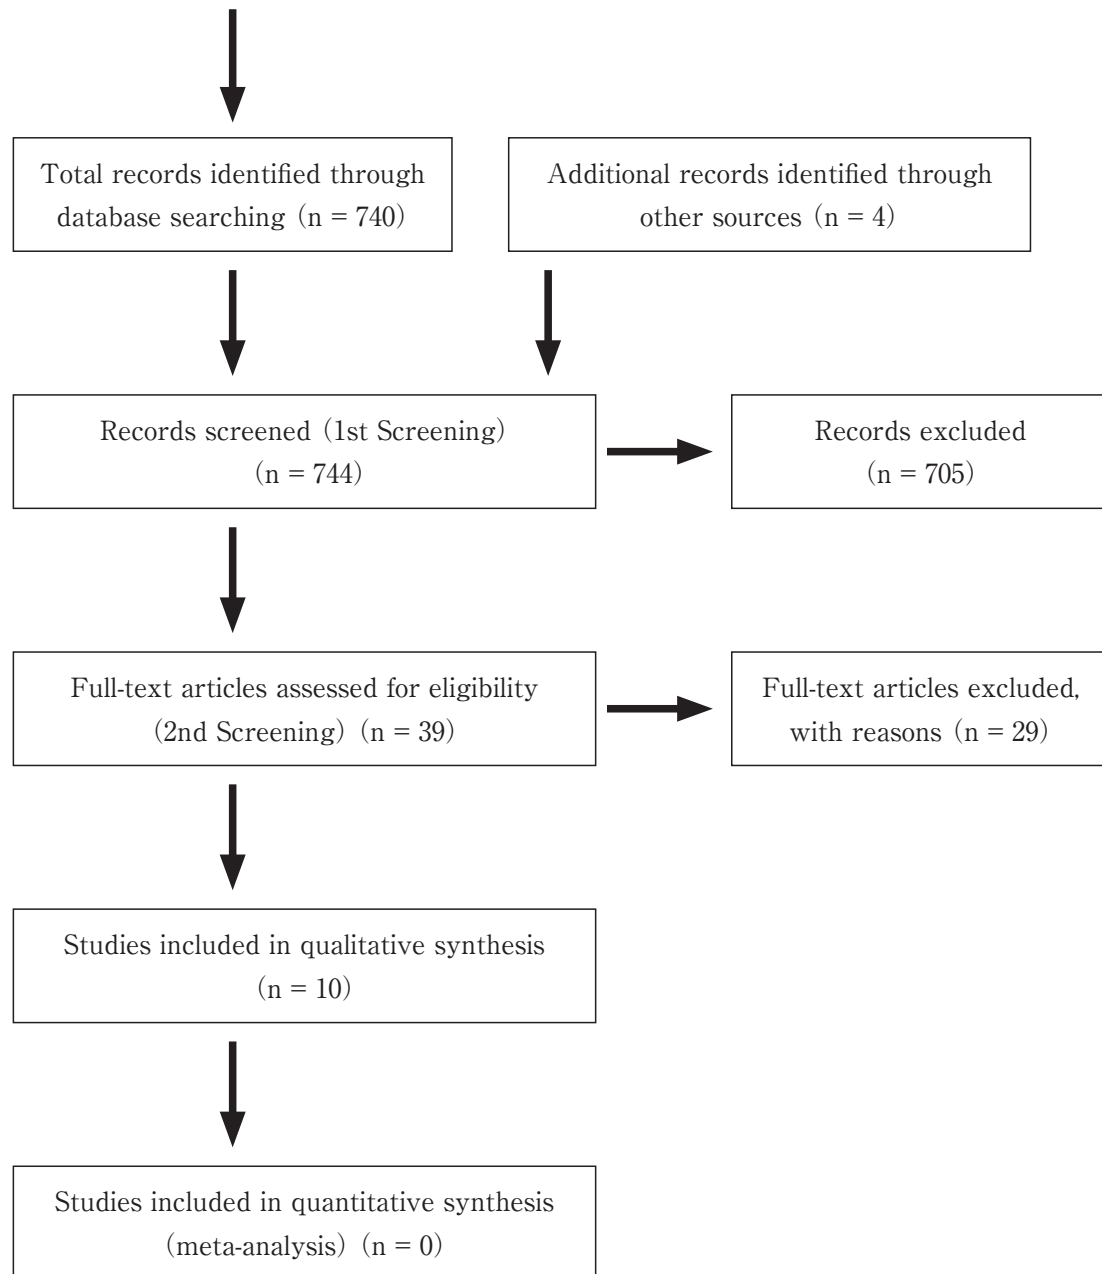 Total records identified through
database searching (n = 740)
Additional records identified through
other sources (n = 4)
Records screened (1st Screening)
(n = 744)
Records excluded
(n = 705)
Full-text articles assessed for eligibility
(2nd Screening) (n = 39)
Full-text articles excluded,
with reasons (n = 29)
Studies included in qualitative synthesis
(n = 10)
Studies included in quantitative synthesis
(meta-analysis) (n = 0)